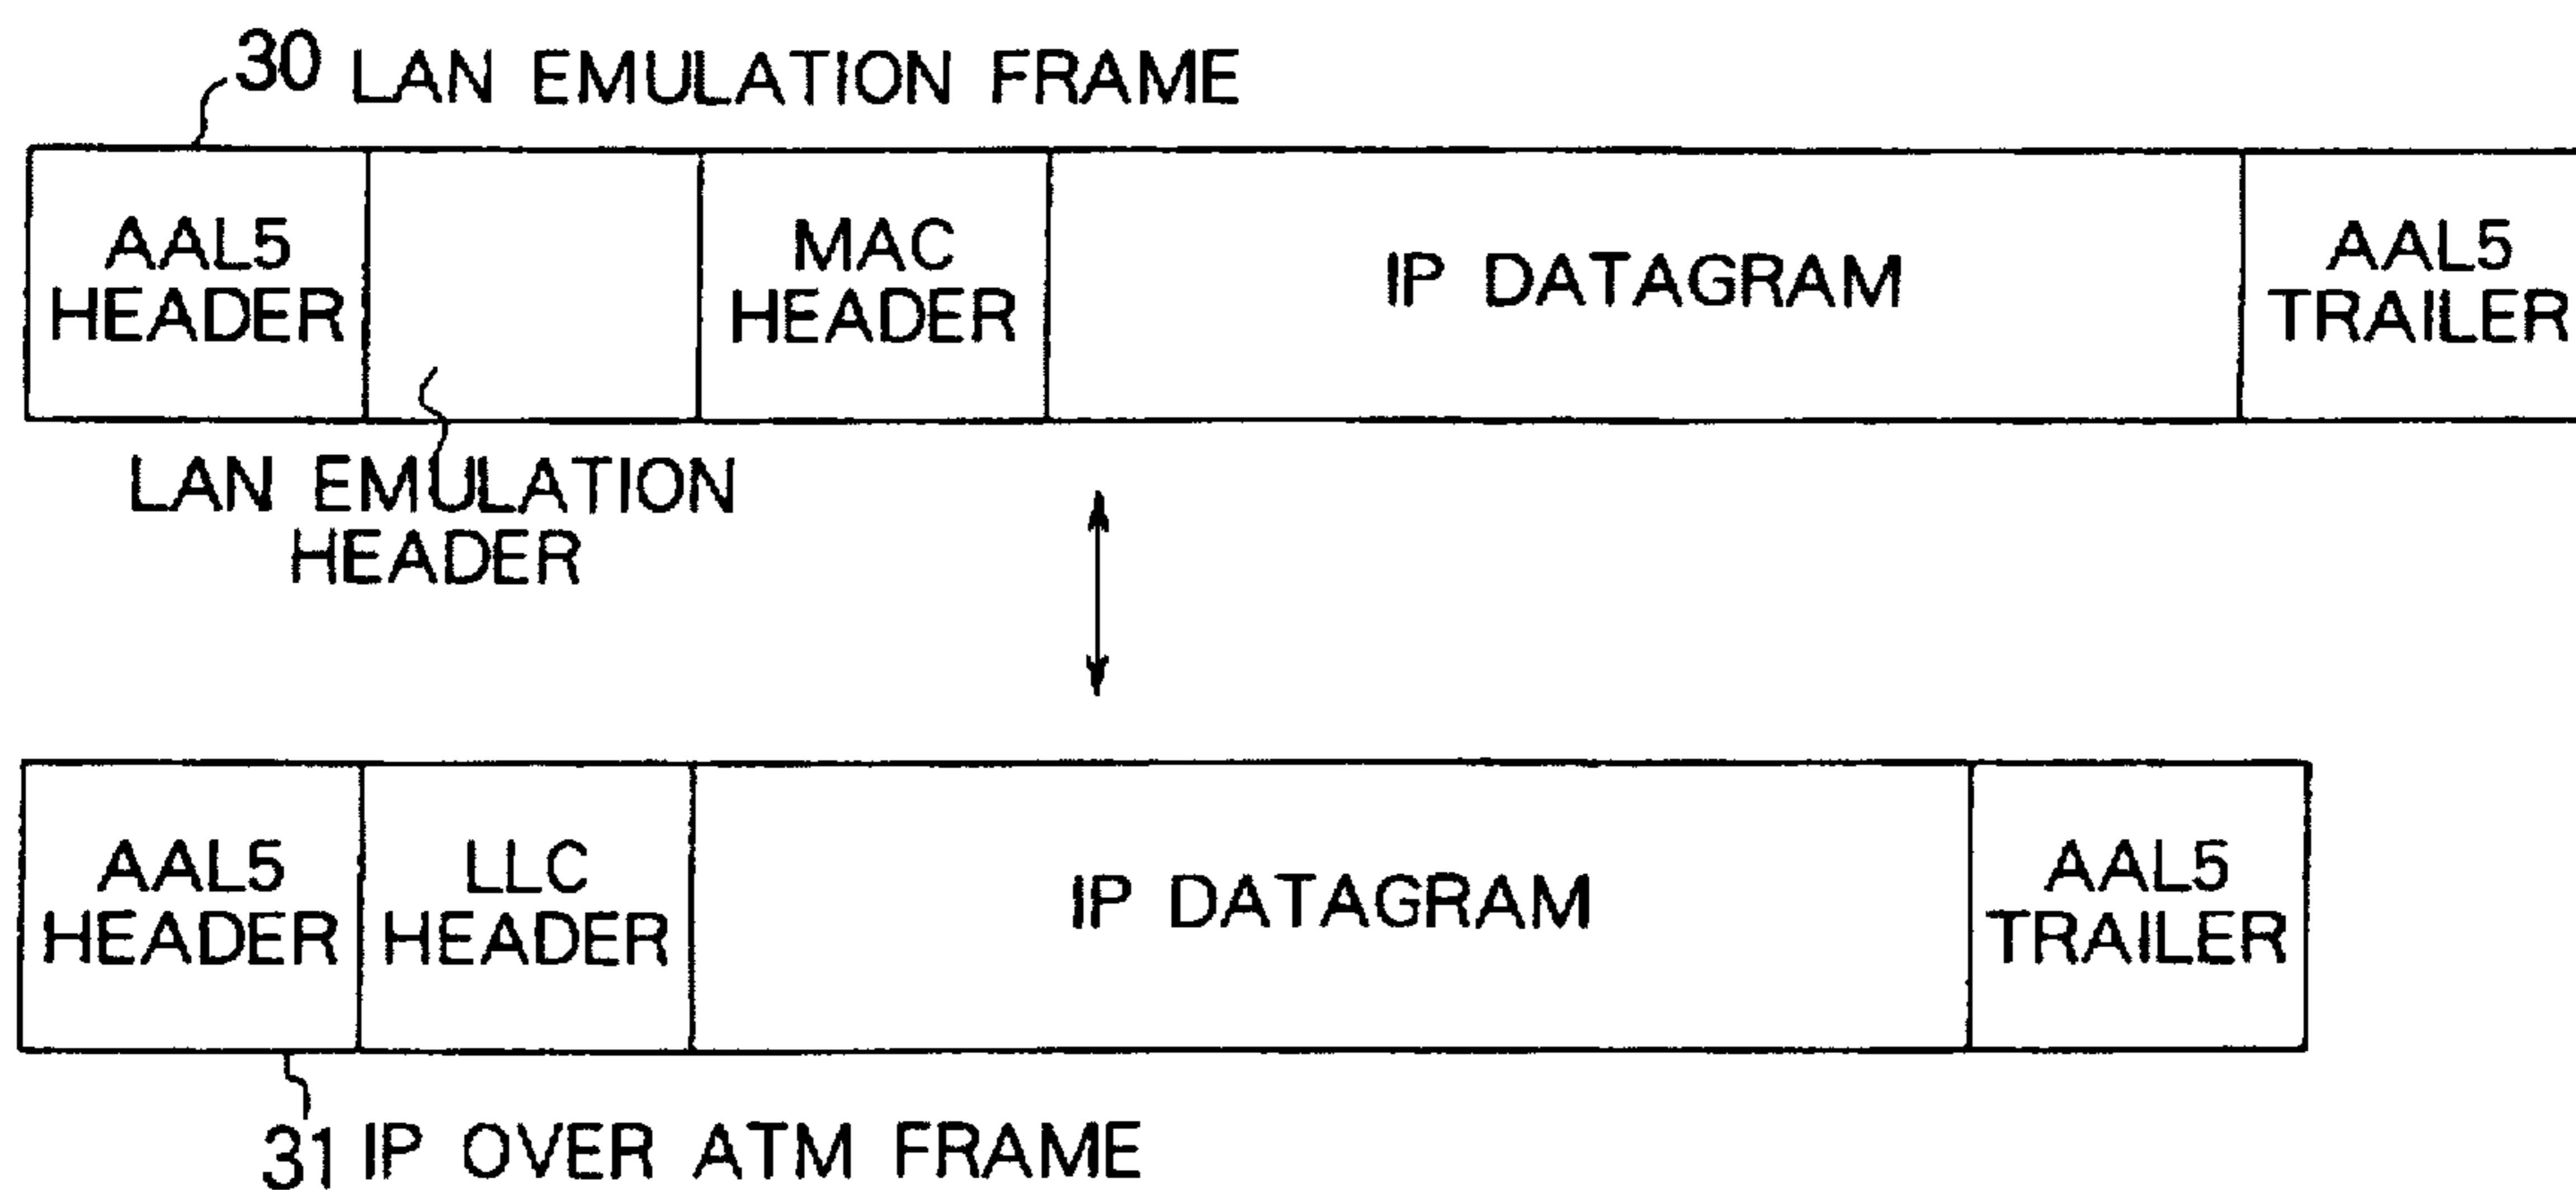 30 LAN EMULATION FRAME
AAL5
HEADER
MAC
HEADER
IP DATAGRAM
AAL5
TRAILER
LAN EMULATION
HEADER
AAL5
HEADER
LLC
HEADER
IP DATAGRAM
AAL5
TRAILER
31 IP OVER ATM FRAME